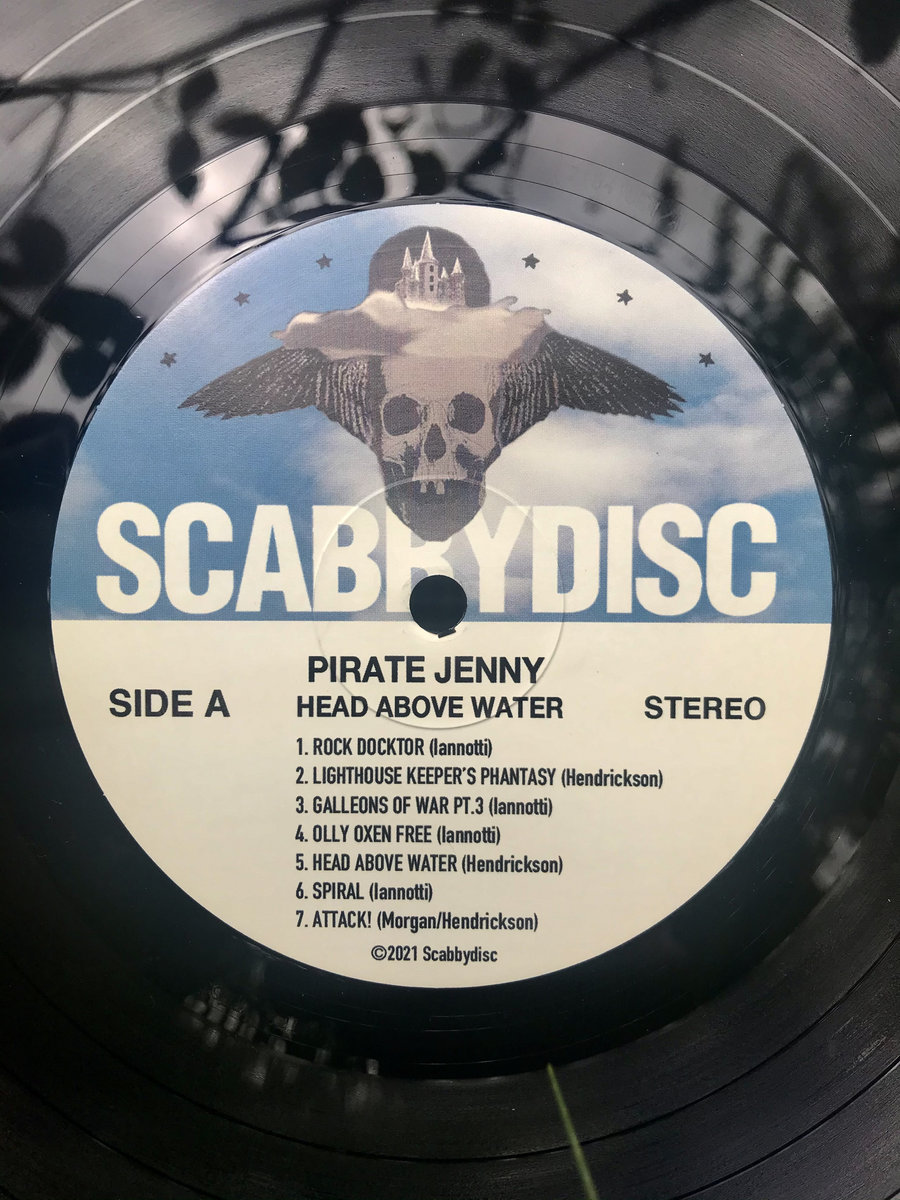 SCABBYDISC
PIRATE JENNY
SIDE A HEAD ABOVE WATER STEREO
1. ROCK DOCKTOR (Iannotti)
2. LIGHTHOUSE KEEPER'S PHANTASY (Hendrickson)
3. GALLEONS OF WAR PT.3 (Iannotti)
4. OLLY OXEN FREE (Iannotti)
5. HEAD ABOVE WATER (Hendrickson)
6. SPIRAL (Iannotti)
7. ATTACK! (Morgan/Hendrickson)
©2021 Scabbydisc